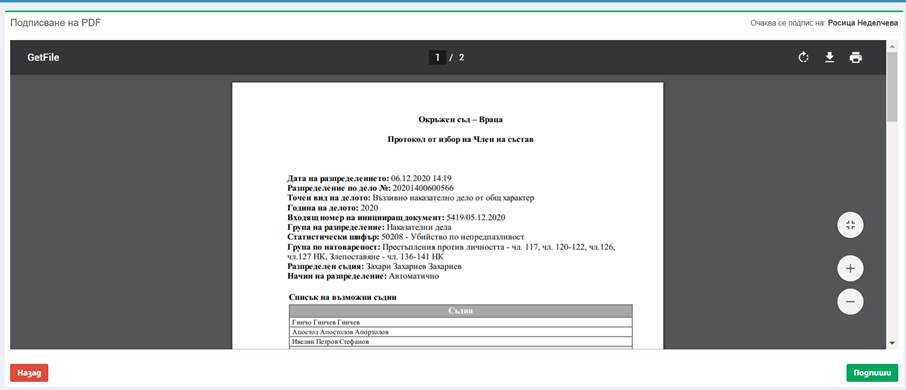 Подписване на PDF
Очаква се подпис на: Росица Неделчева
GetFile
1 / 2
Окръжен съд – Враца
Протокол от избор на Член на състав
Дата на разпределението: 06.12.2020 14:19
Разпределение по дело №: 20201400600566
Точен вид на делото: Въззивно наказателно дело от общ характер
Година на делото: 2020
Входящ номер на иницииращ документ: 5419/05.12.2020
Група на разпределение: Наказателни дела
Статистически шифър: 50208 - Убийство по непредпазливост
Група по натовареност: Престъпления против личността - чл. 117, чл. 120-122, чл.126,
чл.127 НК, Злепоставяне - чл. 136-141 НК
Разпределен съдия: Захари Захариев Захариев
Начин на разпределение: Автоматично
Списък на възможни съдии
Съдия
Гинчо Гинчев Гинчев
Апостол Апостолов Апортолов
Ивелин Петров Стефанов
Назад
Подпиши